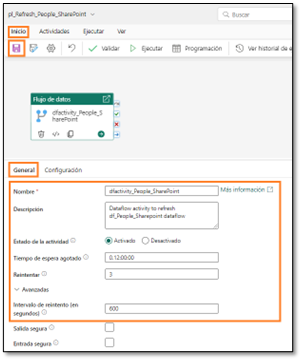 pl_Refresh_People_SharePoint
Buscar
Inicio Actividades Ejecutar Ver
Validar Ejecutar Programación Ver historial de e
Flujo de datos
dfactivity_People_S
harePoint
General Configuración
Nombre * dfactivity_People_SharePoint Más información
Descripción Dataflow activity to refresh
df_People_Sharepoint dataflow
Estado de la actividad Activado Desactivado
Tiempo de espera agotado 0.12:00:00
Reintentar 3
Avanzadas
Intervalo de reintento (en
segundos) 600
Salida segura
Entrada segura